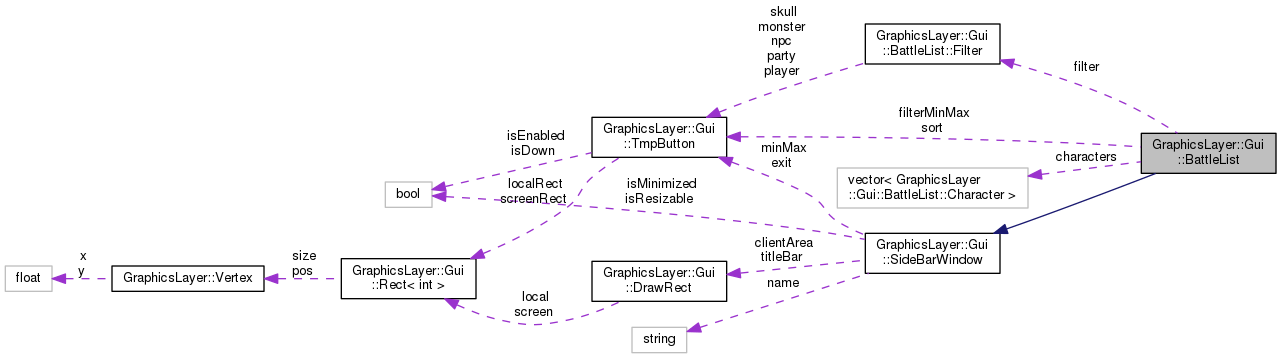 skull
monster
npc
party
player
GraphicsLayer::Gui
::BattleList::Filter
filter
filterMinMax
sort
isEnabled
isDown
GraphicsLayer::Gui
::TmpButton
minMax
exit
characters
GraphicsLayer::Gui
::BattleList
vector< GraphicsLayer
::Gui::BattleList::Character >
bool
localRect
screenRect
isMinimized
isResizable
clientArea
titleBar
GraphicsLayer::Gui
::SideBarWindow
x
y
float
GraphicsLayer::Vertex
size
pos
GraphicsLayer::Gui
::Rect< int >
local
screen
GraphicsLayer::Gui
::DrawRect
name
string